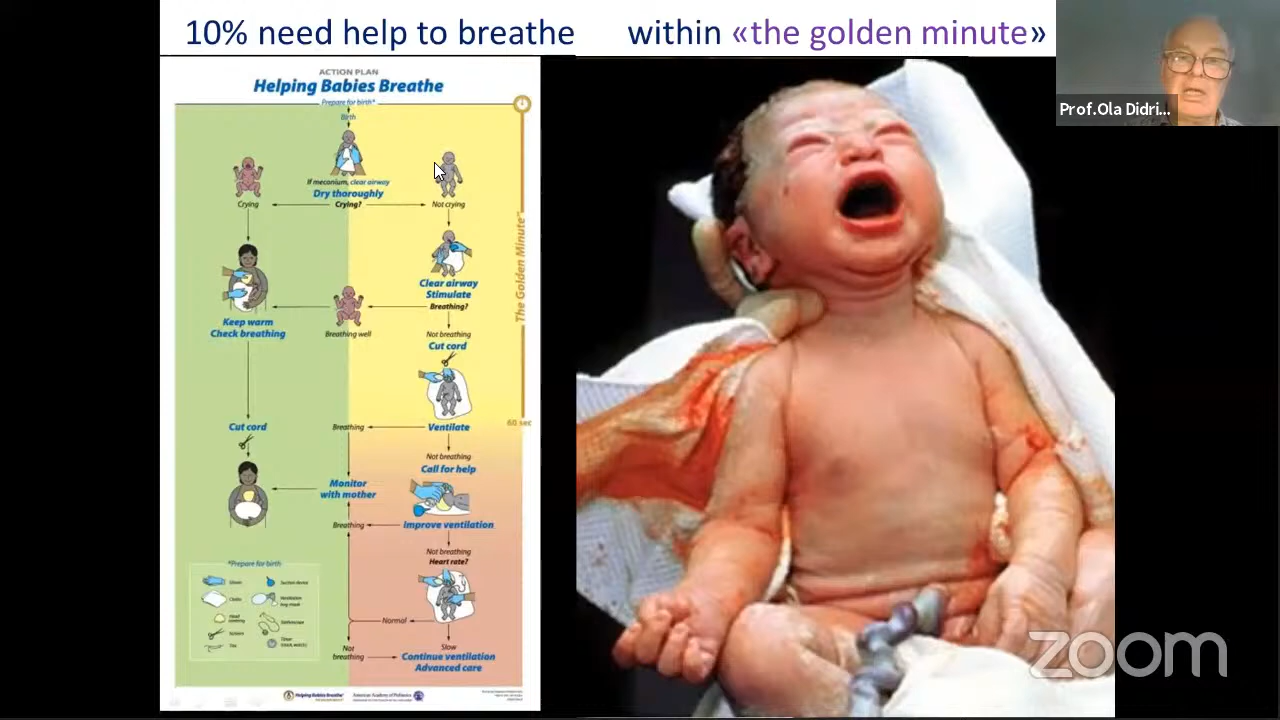 10% need help to breathe within «the golden minute»
Prof.Ola Didri...
ACTION PLAN
Helping Babies Breathe
Prepare for birth*
Birth
If meconium, clear airway
Dry thoroughly
Crying
Crying?
Not crying
Clear airway
Stimulate
Breathing?
Keep warm
Check breathing
Breathing well
Not breathing
Cut cord
The Golden Minute
60 sec
Cut cord
Breathing
Ventilate
Not breathing
Call for help
Monitor
with mother
Breathing
Improve ventilation
Not breathing
Heart rate?
Normal
Not
breathing
Slow
Continue ventilation
Advanced care
*Prepare for birth
Gloves
Suction device
Cloths
Ventilation
bag-mask
Head
covering
Stethoscope
Scissors
Timer
(clock, watch)
Ties
Helping Babies Breathe
American Academy of Pediatrics
zoom